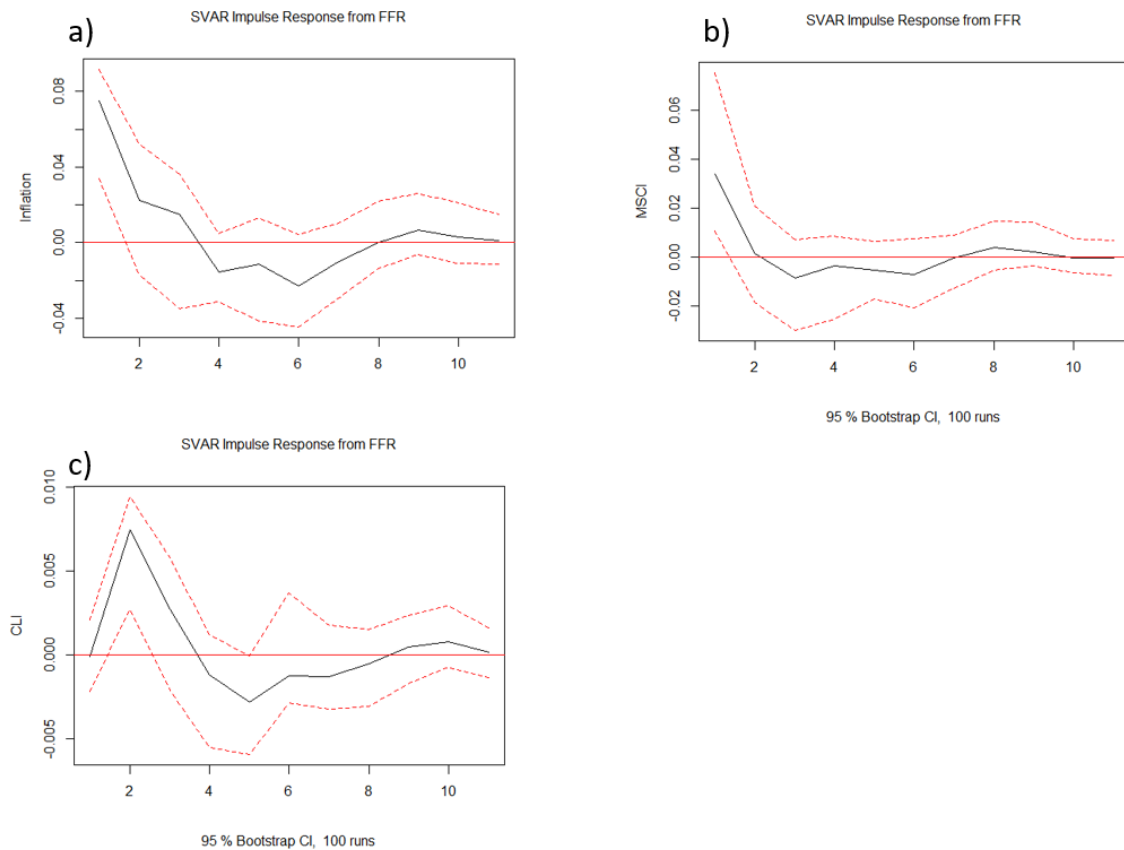 SVAR Impulse Response from FFR
a)
Inflation
0.08
0.04
0.00
-0.04
2 4 6 8 10
SVAR Impulse Response from FFR
b)
MSCI
0.06
0.04
0.02
0.00
-0.02
2 4 6 8 10
95 % Bootstrap CI, 100 runs
SVAR Impulse Response from FFR
c)
CLI
0.010
0.005
0.000
-0.005
2 4 6 8 10
95 % Bootstrap CI, 100 runs